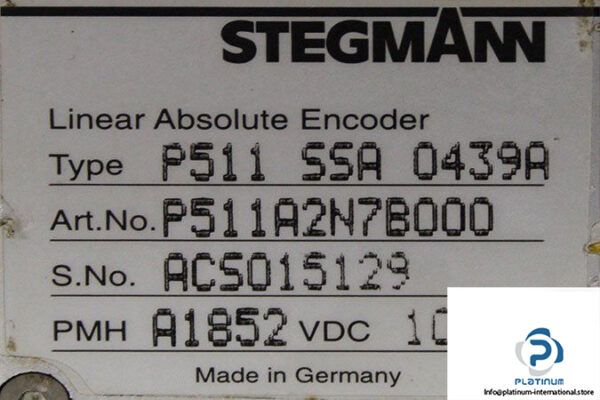 STEGMANN
Linear Absolute Encoder
Type P511 SSA 0439A
Art.No. P511A2N7B000
S.No. ACS015129
PMH A1852 VDC
Made in Germany
PLATINUM
Info@platinum-international.store